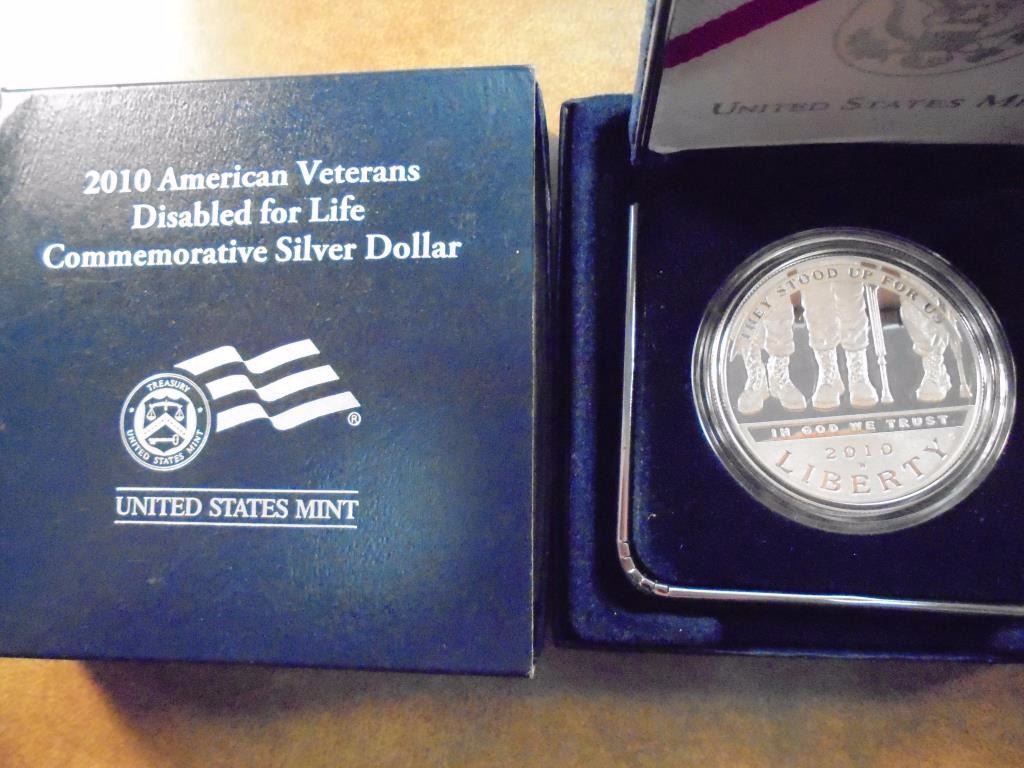 2010 American Veterans
Disabled for Life
Commemorative Silver Dollar
TREASURY
UNITED STATES MINT
®
UNITED STATES MINT
UNITED STATES M
THEY STOOD UP FOR US
IN GOD WE TRUST
2010
W
LIBERTY